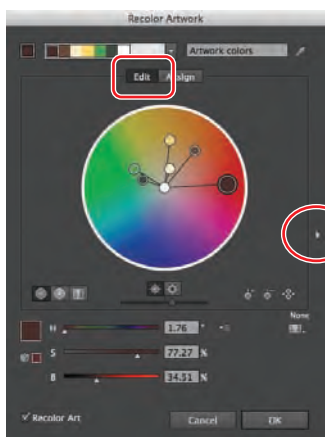 Recolor Artwork
Artwork colors
Edit Assign
None
H 1.76 °
S 77.27 %
B 34.51 %
Recolor Art Cancel OK